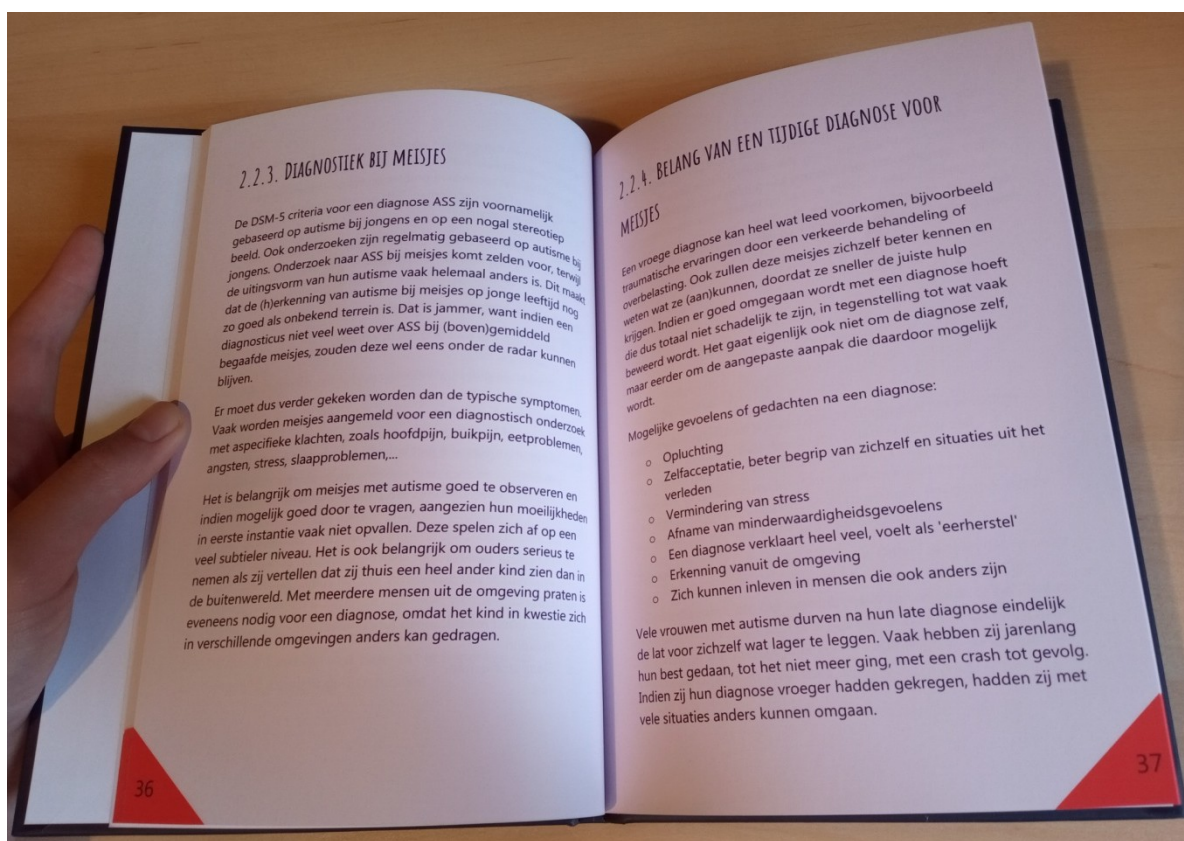 2.2.3. Diagnostiek bij meisjes
De DSM-5 criteria voor een diagnose ASS zijn voornamelijk
gebaseerd op autisme bij jongens en op een nogal stereotiep
beeld. Ook onderzoeken zijn regelmatig gebaseerd op autisme bij
jongens. Onderzoek naar ASS bij meisjes komt zelden voor, terwijl
de uitingsvorm van hun autisme vaak helemaal anders is. Dit maakt
dat de (h)erkenning van autisme bij meisjes op jonge leeftijd nog
zo goed als onbekend terrein is. Dat is jammer, want indien een
diagnosticus niet veel weet over ASS bij (boven)gemiddeld
begaafde meisjes, zouden deze wel eens onder de radar kunnen
blijven.
Er moet dus verder gekeken worden dan de typische symptomen.
Vaak worden meisjes aangemeld voor een diagnostisch onderzoek
met aspecifieke klachten, zoals hoofdpijn, buikpijn, eetproblemen,
angsten, stress, slaapproblemen,...
Het is belangrijk om meisjes met autisme goed te observeren en
indien mogelijk goed door te vragen, aangezien hun moeilijkheden
in eerste instantie vaak niet opvallen. Deze spelen zich af op een
veel subtieler niveau. Het is ook belangrijk om ouders serieus te
nemen als zij vertellen dat zij thuis een heel ander kind zien dan in
de buitenwereld. Met meerdere mensen uit de omgeving praten is
eveneens nodig voor een diagnose, omdat het kind in kwestie zich
in verschillende omgevingen anders kan gedragen.
36
2.2.4. Belang van een tijdige diagnose voor
meisjes
Een vroege diagnose kan heel wat leed voorkomen, bijvoorbeeld
traumatische ervaringen door een verkeerde behandeling of
overbelasting. Ook zullen deze meisjes zichzelf beter kennen en
weten wat ze (aan)kunnen, doordat ze sneller de juiste hulp
krijgen. Indien er goed omgegaan wordt met een diagnose hoeft
die dus totaal niet schadelijk te zijn, in tegenstelling tot wat vaak
beweerd wordt. Het gaat eigenlijk ook niet om de diagnose zelf,
maar eerder om de aangepaste aanpak die daardoor mogelijk
wordt.
Mogelijke gevoelens of gedachten na een diagnose:
o Opluchting
o Zelfacceptatie, beter begrip van zichzelf en situaties uit het
verleden
o Vermindering van stress
o Afname van minderwaardigheidsgevoelens
o Een diagnose verklaart heel veel, voelt als 'eerherstel'
o Erkenning vanuit de omgeving
o Zich kunnen inleven in mensen die ook anders zijn
Vele vrouwen met autisme durven na hun late diagnose eindelijk
de lat voor zichzelf wat lager te leggen. Vaak hebben zij jarenlang
hun best gedaan, tot het niet meer ging, met een crash tot gevolg.
Indien zij hun diagnose vroeger hadden gekregen, hadden zij met
vele situaties anders kunnen omgaan.
37